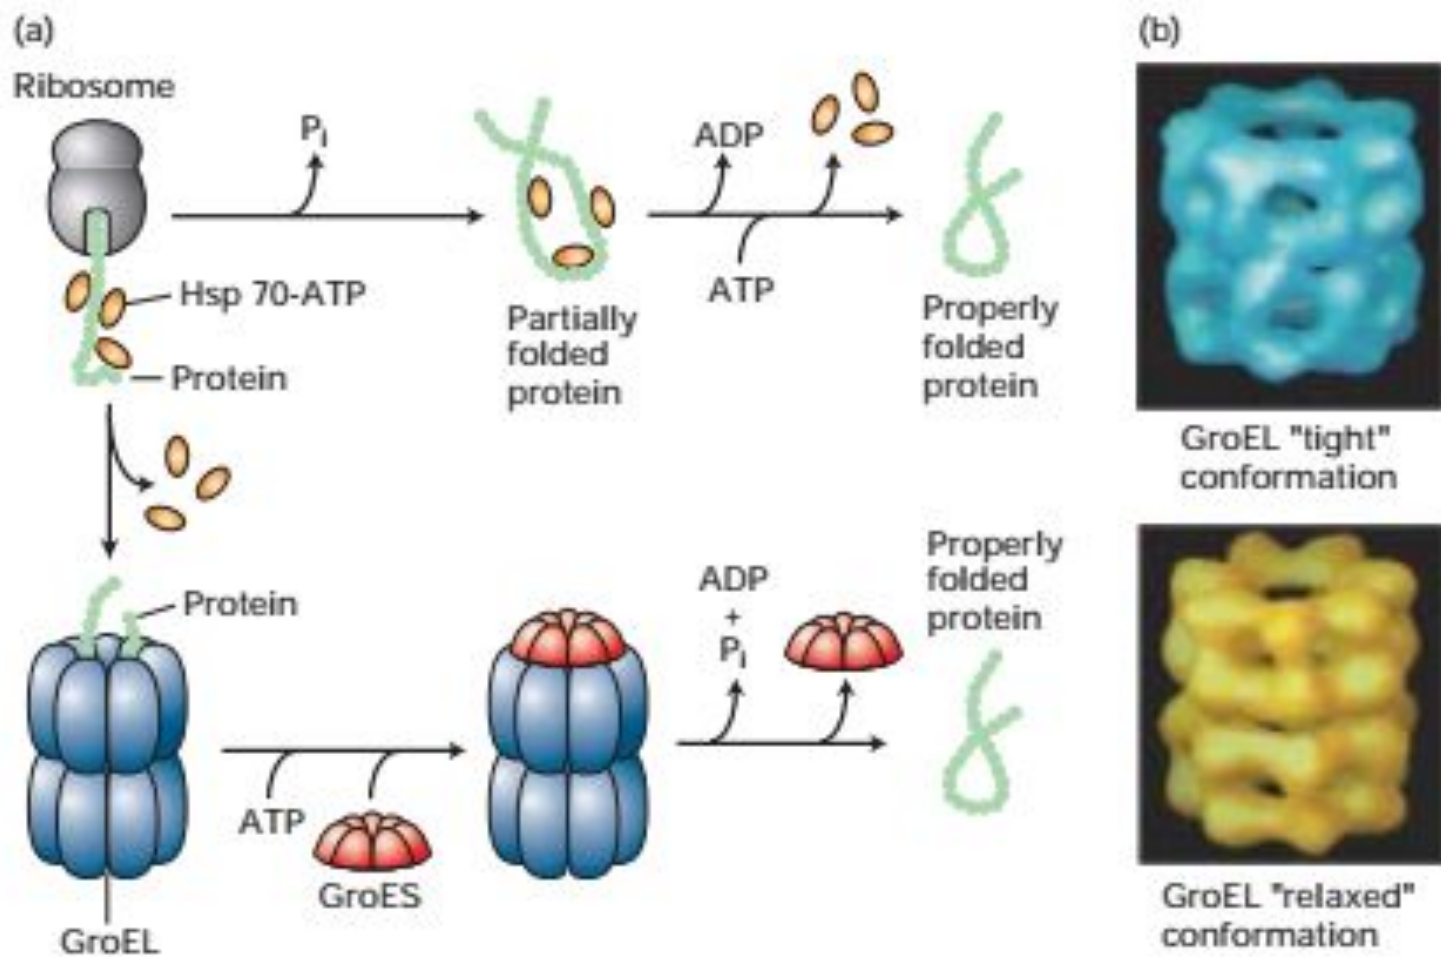 (a)
Ribosome
Pi
Hsp 70-ATP
Protein
Partially
folded
protein
ADP
ATP
Properly
folded
protein
Protein
GroEL
ATP
GroES
ADP
+
Pi
Properly
folded
protein
(b)
GroEL "tight"
conformation
GroEL "relaxed"
conformation